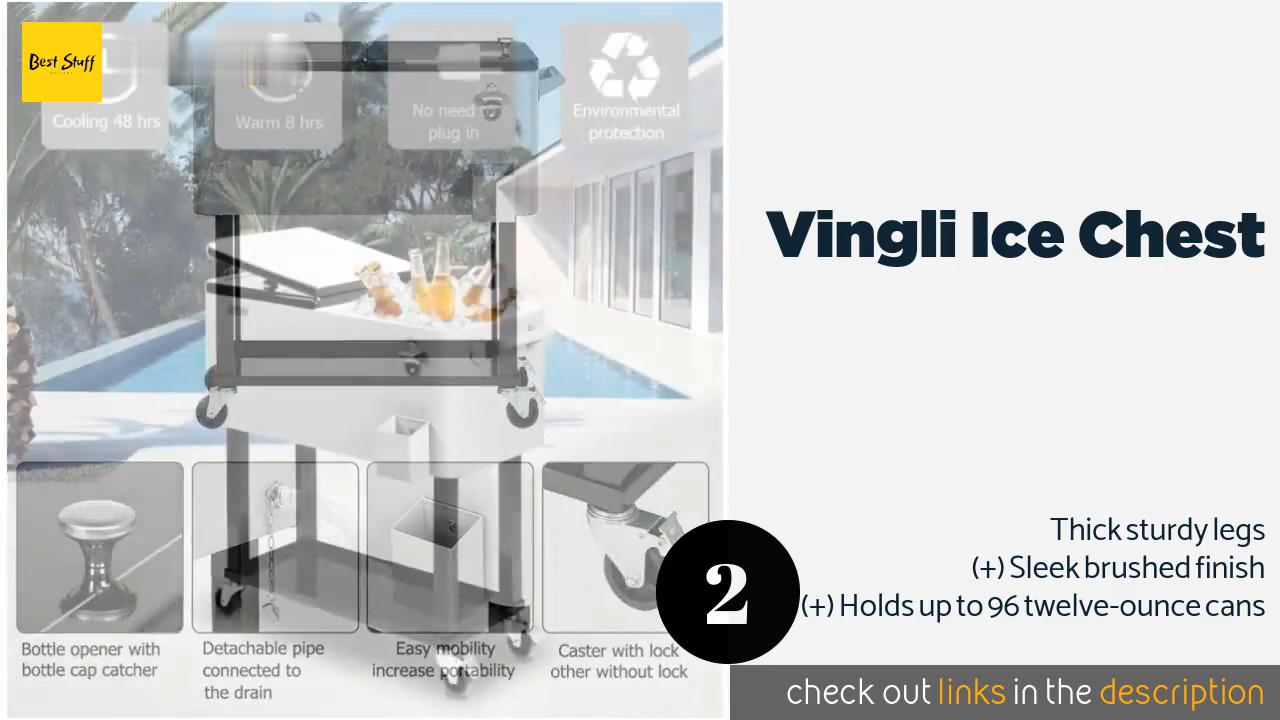 Best Stuff
Cooling 48 hrs
Warm 8 hrs
No need to
plug in
Environmental
protection
Vingli Ice Chest
Thick sturdy legs
(+) Sleek brushed finish
(+) Holds up to 96 twelve-ounce cans
2
Bottle opener with
bottle cap catcher
Detachable pipe
connected to
the drain
Easy mobility
increase portability
Caster with lock
other without lock
check out links in the description